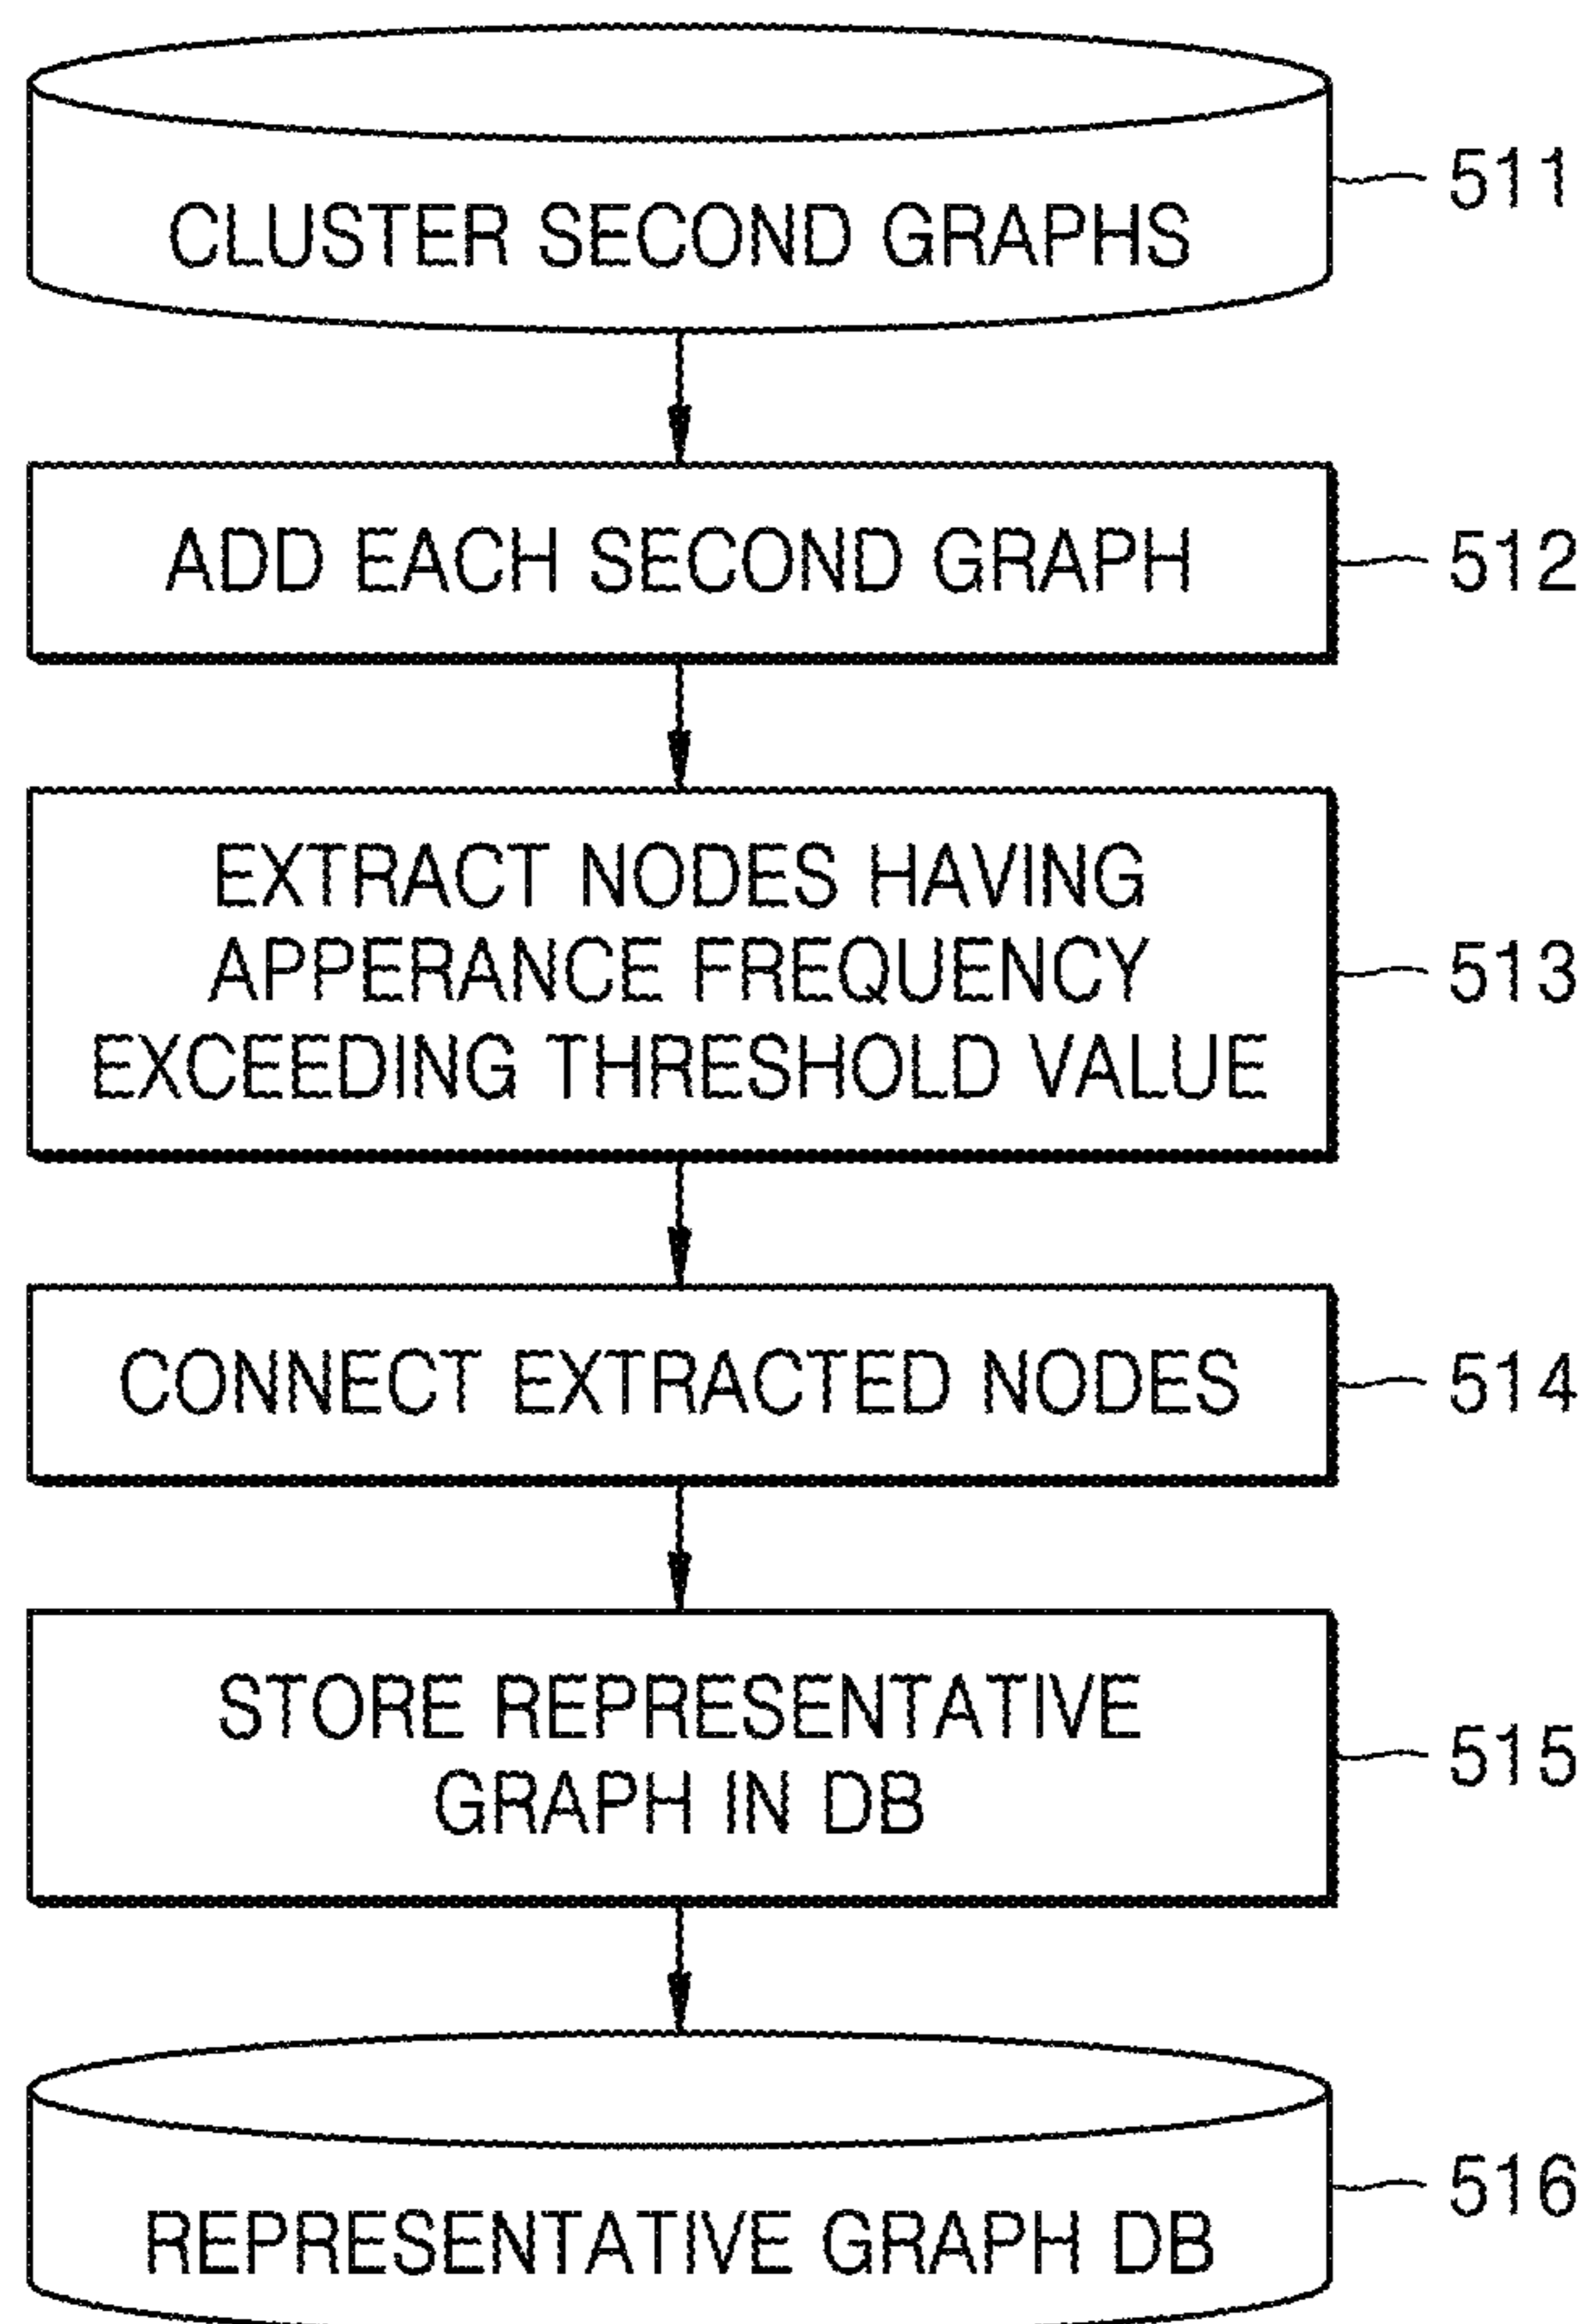 CLUSTER SECOND GRAPHS
511
ADD EACH SECOND GRAPH
512
EXTRACT NODES HAVING
APPERANCE FREQUENCY
EXCEEDING THRESHOLD VALUE
513
CONNECT EXTRACTED NODES
514
STORE REPRESENTATIVE
GRAPH IN DB
515
REPRESENTATIVE GRAPH DB
516